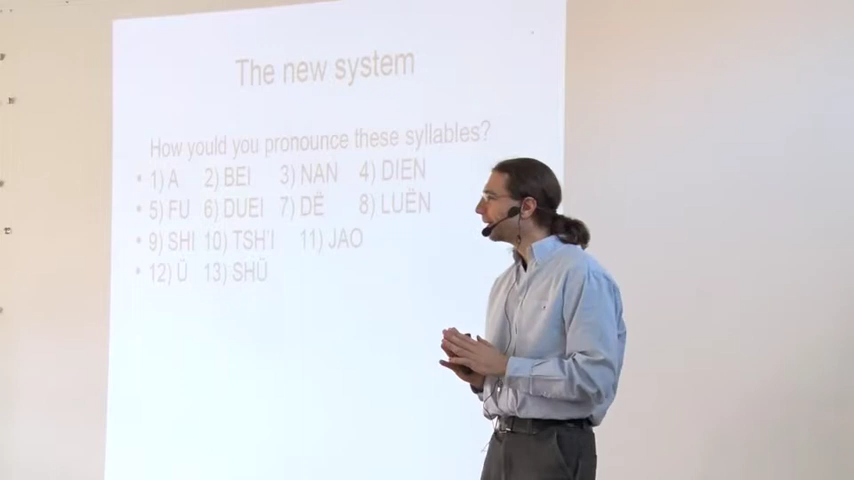 The new system
How would you pronounce these syllables?
• 1) A 2) BEI 3) NAN 4) DIEN
• 5) FU 6) DUEI 7) DË 8) LUËN
• 9) SHI 10) TSH'I 11) JAO
• 12) Ü 13) SHÜ